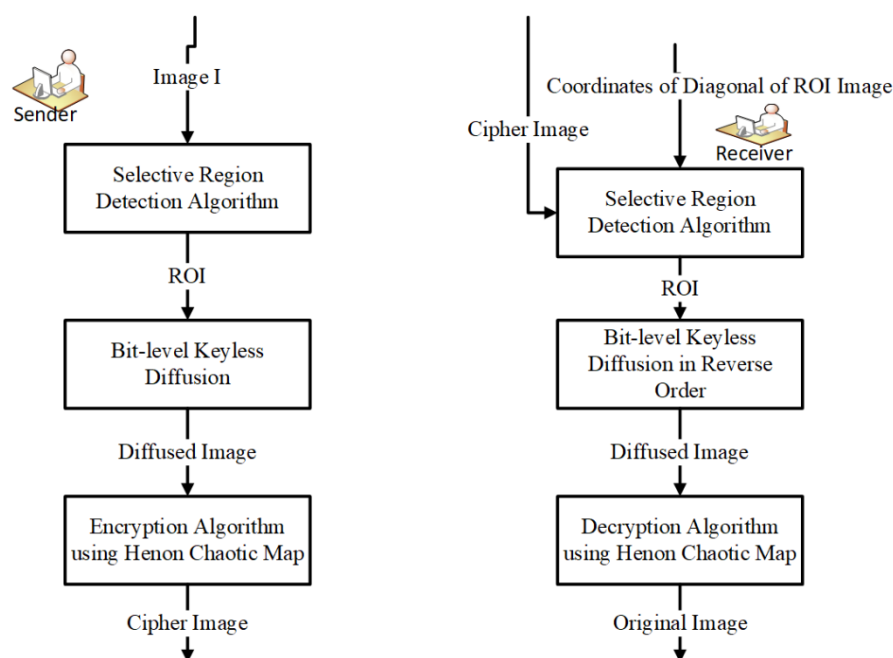 Image I
Sender
Selective Region
Detection Algorithm
ROI
Bit-level Keyless
Diffusion
Diffused Image
Encryption Algorithm
using Henon Chaotic Map
Cipher Image
Coordinates of Diagonal of ROI Image
Cipher Image
Receiver
Selective Region
Detection Algorithm
ROI
Bit-level Keyless
Diffusion in Reverse
Order
Diffused Image
Decryption Algorithm
using Henon Chaotic Map
Original Image